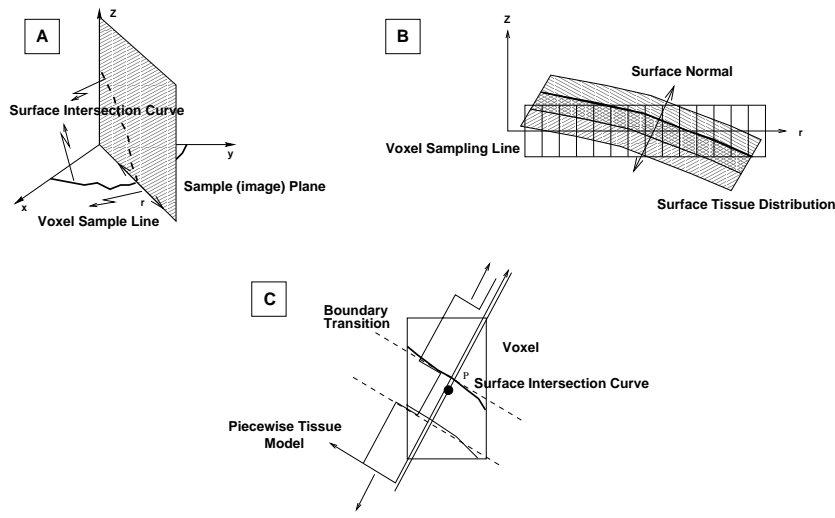 A
Z
Surface Intersection Curve
y
Sample (image) Plane
x
r
Voxel Sample Line
B
Z
Surface Normal
r
Voxel Sampling Line
Surface Tissue Distribution
C
Boundary
Transition
Voxel
P
Surface Intersection Curve
Piecewise Tissue
Model